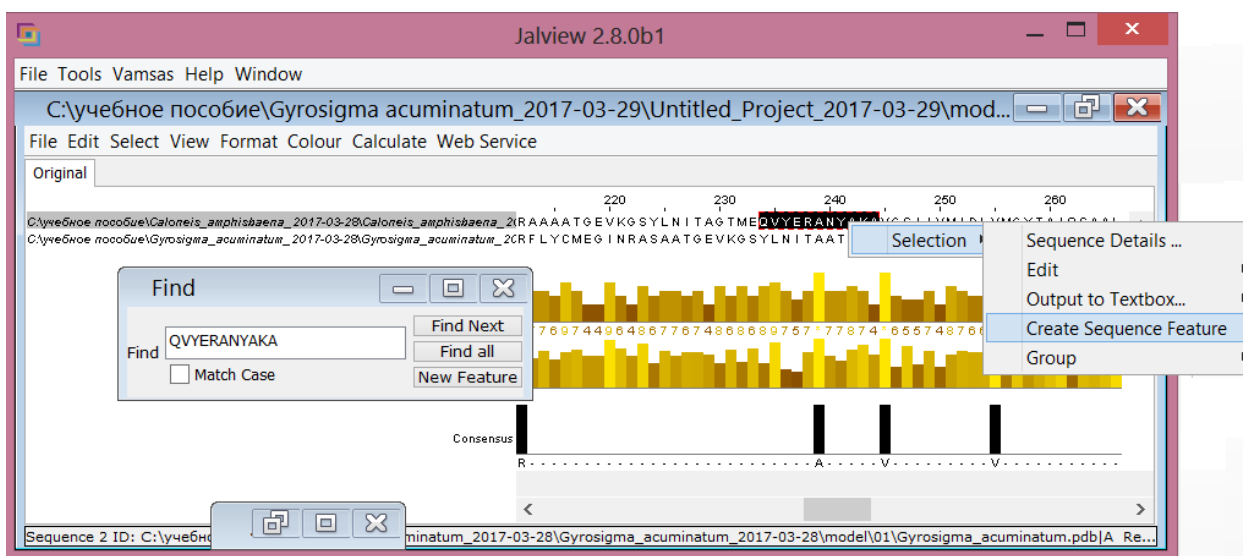 Jalview 2.8.0b1
File Tools Vamsas Help Window
C:\учебное пособие\Gyrosigma acuminatum_2017-03-29\Untitled_Project_2017-03-29\mod...
File Edit Select View Format Colour Calculate Web Service
Original
220 230 240 250 260
C:\учебное пособие\Caloneis_amphisbaena_2017-03-28\Caloneis_amphisbaena_2(RAAAATGEVKGSYLNITAGTMEQVYERANYAKA
C:\учебное пособие\Gyrosigma_acuminatum_2017-03-28\Gyrosigma_acuminatum_2(RFLYCMEGINRASAATGEVKGSYLNITAAT
Selection
Sequence Details ...
Edit
Output to Textbox...
Create Sequence Feature
Group
Find
Find
QVYERANYAKA
Match Case
Find Next
Find all
New Feature
7697449648677674868689757*77874*65574876
Consensus
R · · · · · · · · · · · · · · · · · · · · · · · · · · A · · · · · V · · · · · · · · · V · · · · · · · · · · ·
Sequence 2 ID: C:\учебно
minatum_2017-03-28\Gyrosigma_acuminatum_2017-03-28\model\01\Gyrosigma_acuminatum.pdb|A Re...